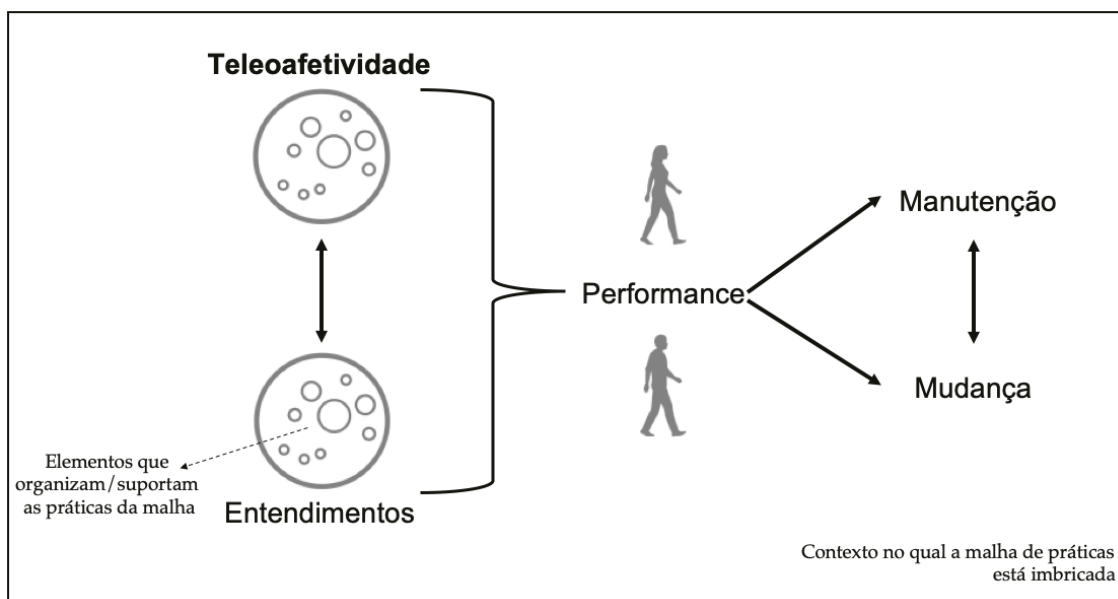 Teleoafetividade
Manutenção
Performance
Mudança
Elementos que
organizam/suportam
as práticas da malha
Entendimentos
Contexto no qual a malha de práticas
está imbricada